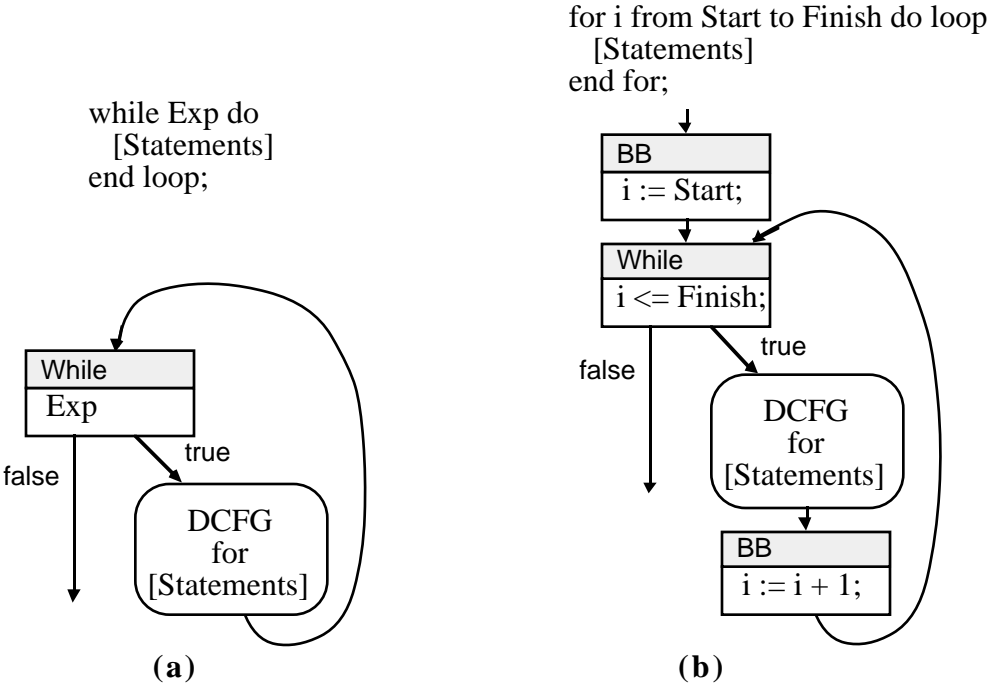 while Exp do
[Statements]
end loop;
While
Exp
false
true
DCFG
for
[Statements]
(a)
for i from Start to Finish do loop
[Statements]
end for;
BB
i := Start;
While
i <= Finish;
false
true
DCFG
for
[Statements]
BB
i := i + 1;
(b)